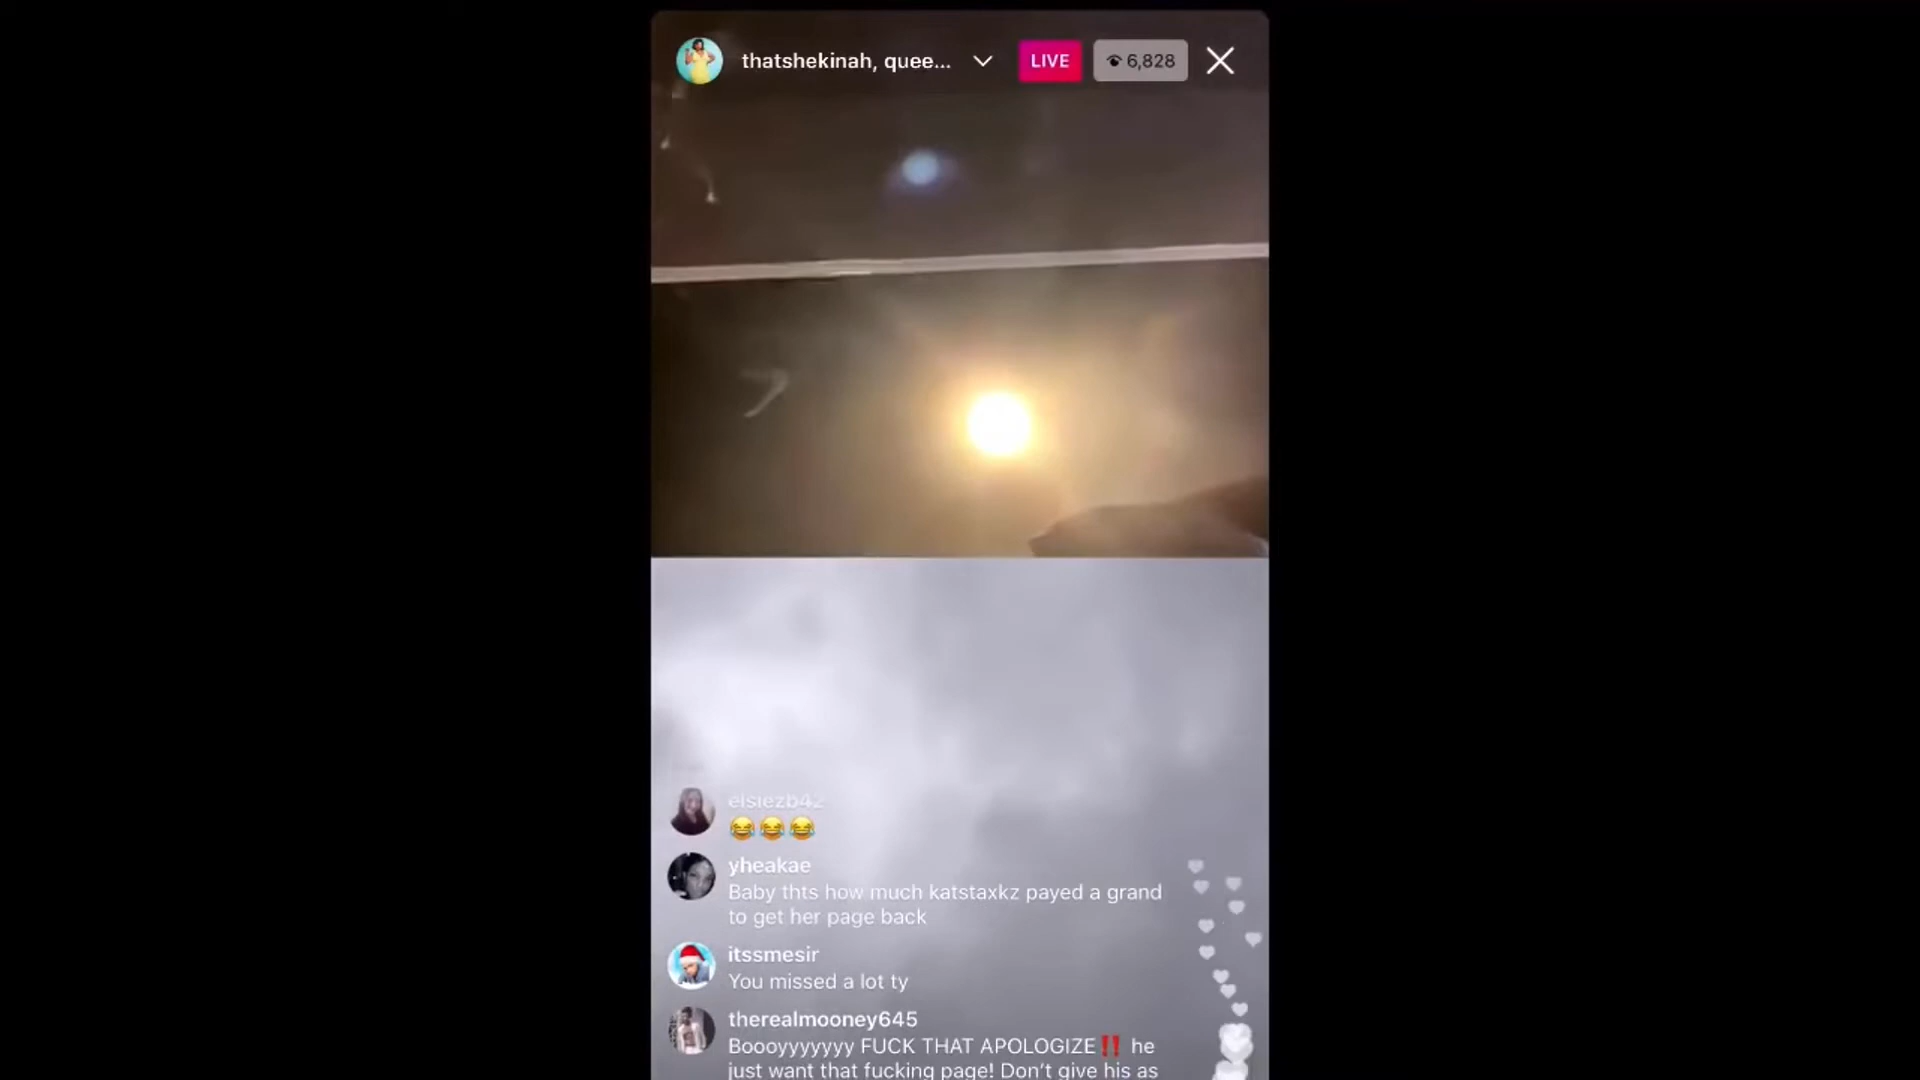 thatshekinah, quee...
LIVE
6,828
elsiezb42
😂😂😂
yheakae
Baby thts how much katstaxkz payed a grand
to get her page back
itssmesir
You missed a lot ty
therealmooney645
Boooyyyyyyy FUCK THAT APOLOGIZE‼️ he
just want that fucking page! Don't give his as